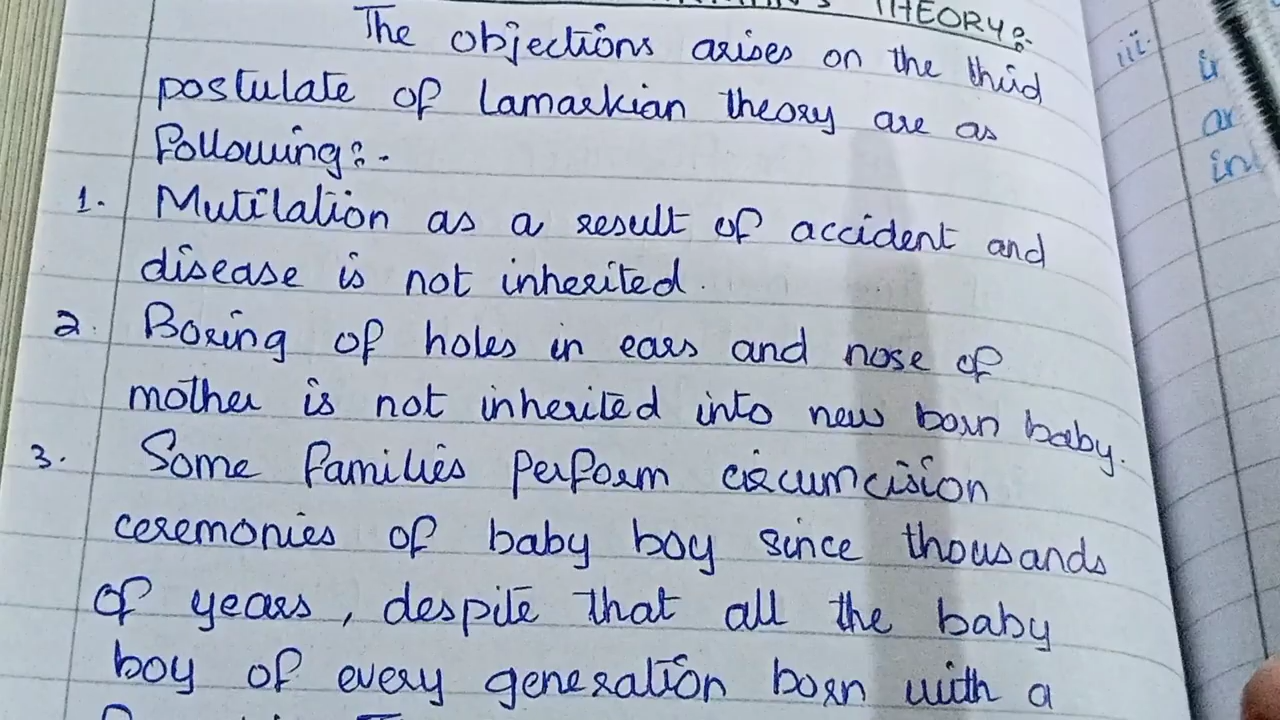 THEORY:-
The objections arises on the third
postulate of Lamarkian theory are as
following:-
1. Mutilation as a result of accident and
disease is not inherited.
2. Boring of holes in ears and nose of
mother is not inherited into new born baby.
3. Some families perform circumcision
ceremonies of baby boy since thousands
of years, despite that all the baby
boy of every generation born with a
iii.